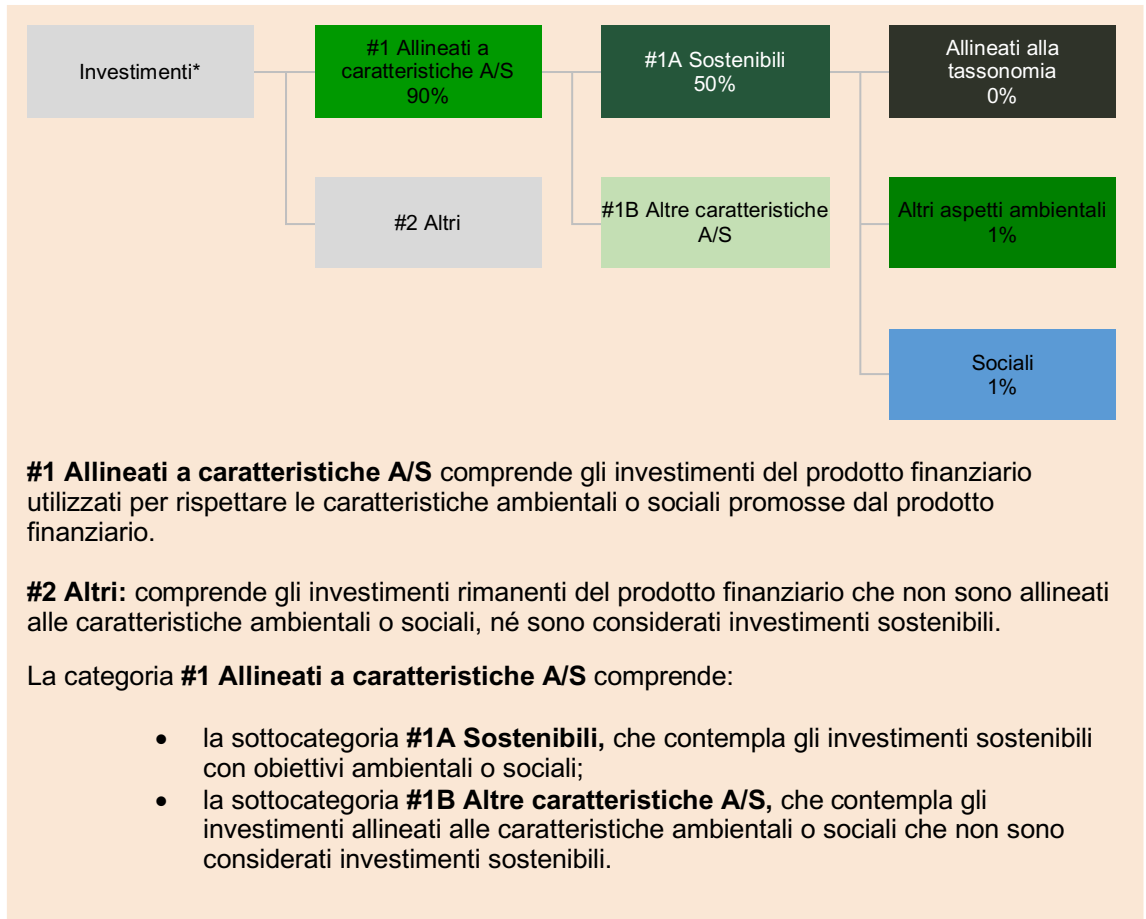 Investimenti*
#1 Allineati a
caratteristiche A/S
90%
#1A Sostenibili
50%
Allineati alla
tassonomia
0%
#2 Altri
#1B Altre caratteristiche
A/S
Altri aspetti ambientali
1%
Sociali
1%
#1 Allineati a caratteristiche A/S comprende gli investimenti del prodotto finanziario
utilizzati per rispettare le caratteristiche ambientali o sociali promosse dal prodotto
finanziario.
#2 Altri: comprende gli investimenti rimanenti del prodotto finanziario che non sono allineati
alle caratteristiche ambientali o sociali, né sono considerati investimenti sostenibili.
La categoria #1 Allineati a caratteristiche A/S comprende:
• la sottocategoria #1A Sostenibili, che contempla gli investimenti sostenibili
con obiettivi ambientali o sociali;
• la sottocategoria #1B Altre caratteristiche A/S, che contempla gli
investimenti allineati alle caratteristiche ambientali o sociali che non sono
considerati investimenti sostenibili.